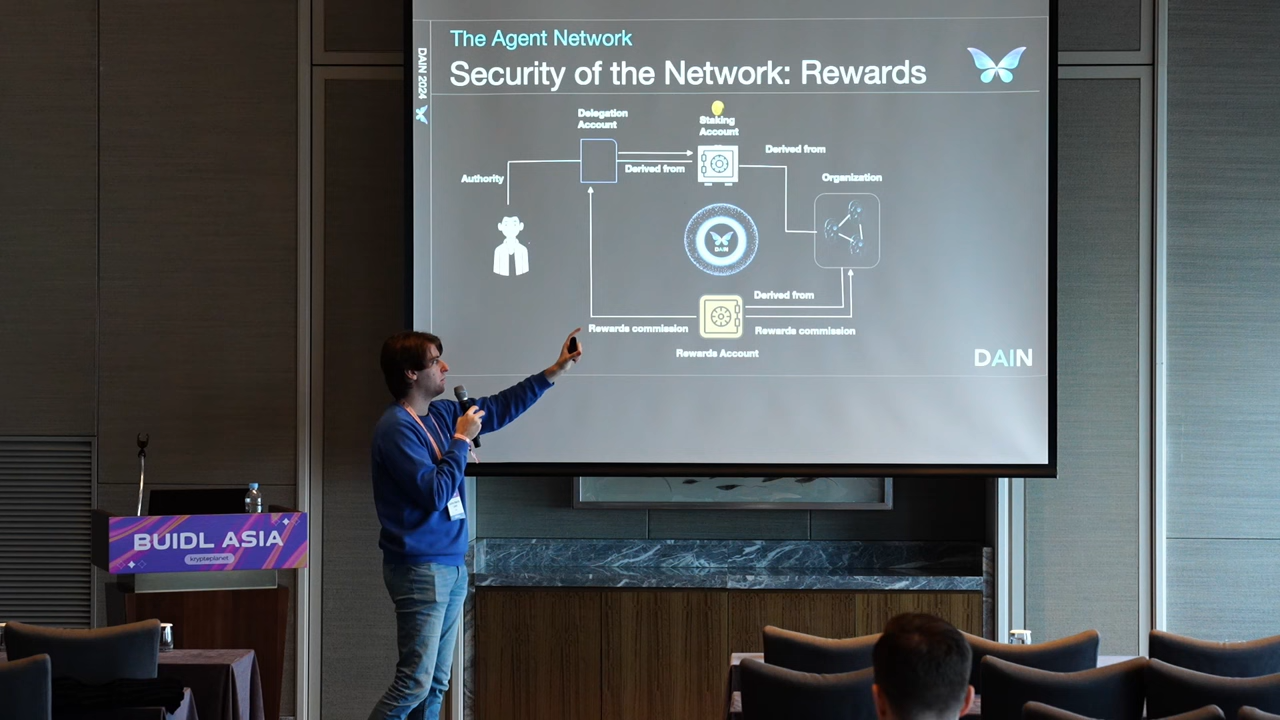 The Agent Network
Security of the Network: Rewards
DAIN 2024
Delegation
Account
Staking
Account
Derived from
Derived from
Authority
Organization
DAIN
Derived from
Rewards commission
Rewards commission
Rewards Account
DAIN
BUIDL ASIA
kryptoplanet